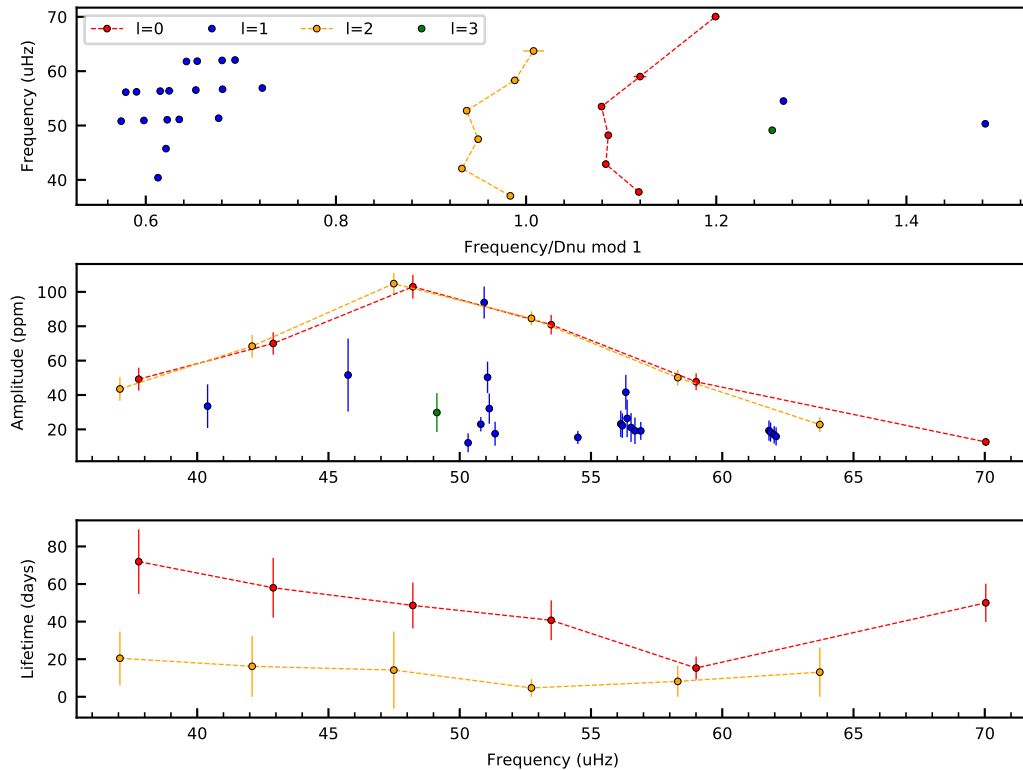 l=0 l=1 l=2 l=3
Frequency (uHz)
70
60
50
40
0.6 0.8 1.0 1.2 1.4
Frequency/Dnu mod 1
Amplitude (ppm)
100
80
60
40
20
40 45 50 55 60 65 70
Lifetime (days)
80
60
40
20
0
40 45 50 55 60 65 70
Frequency (uHz)